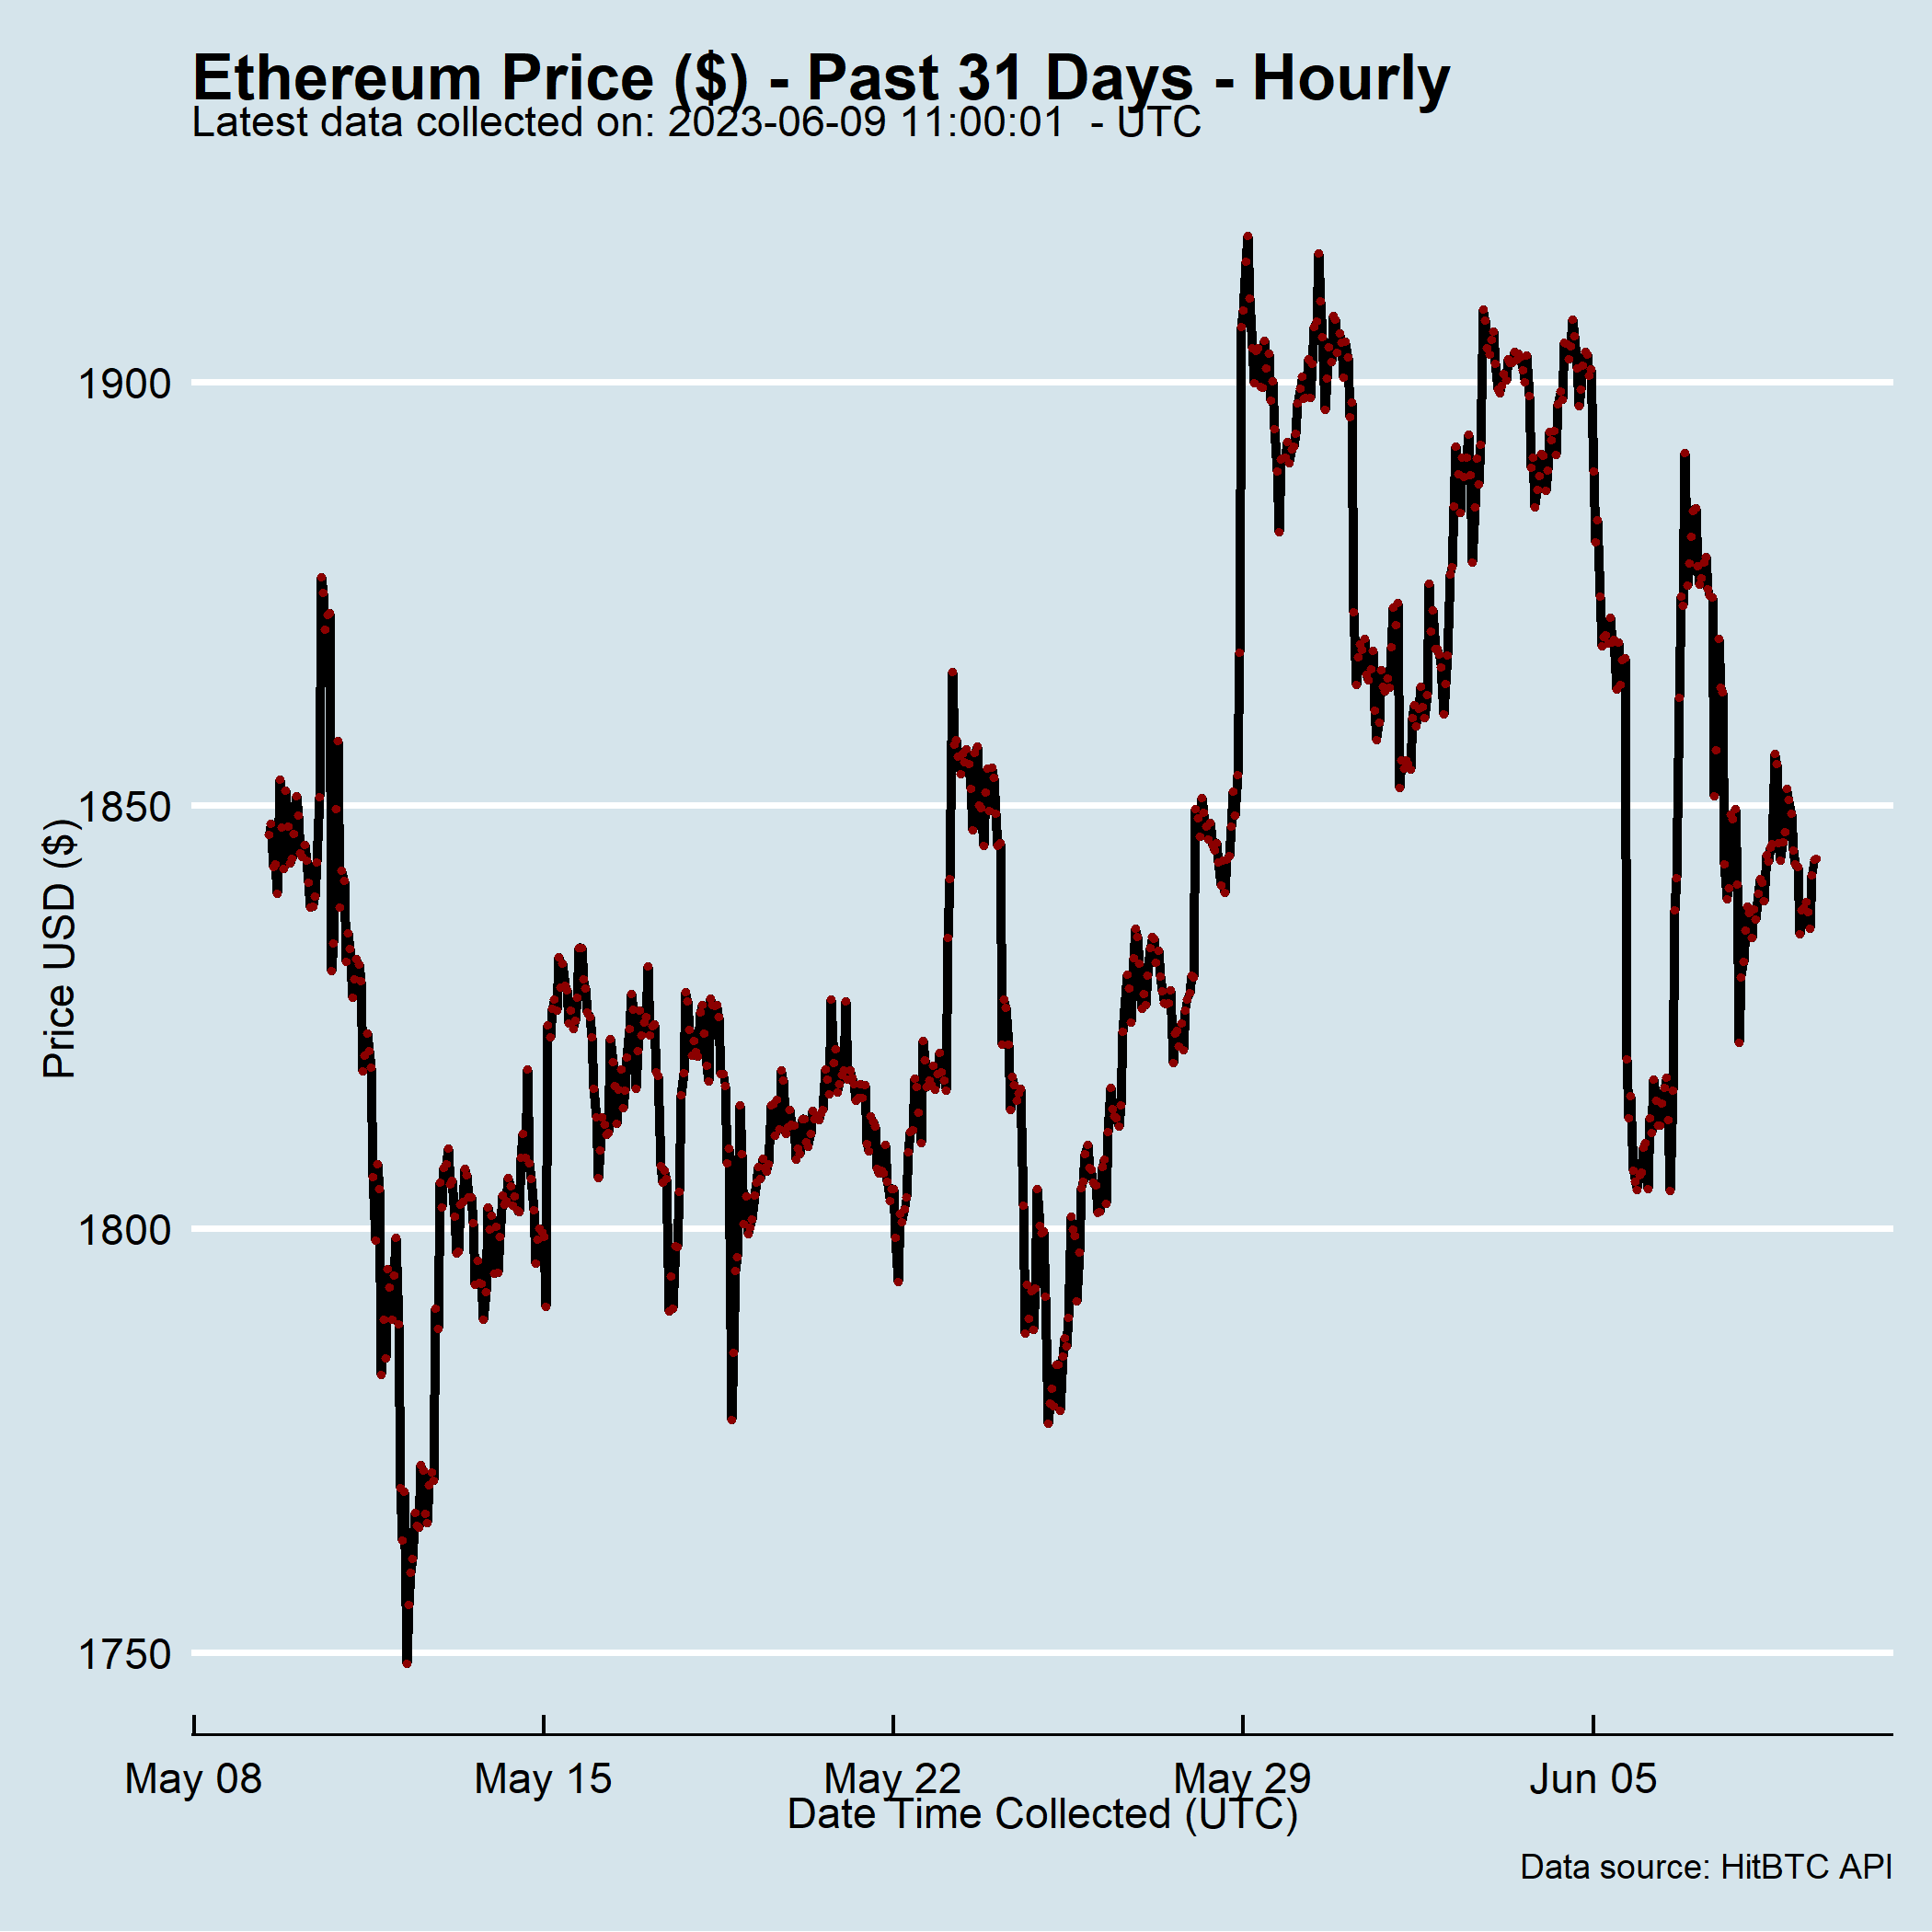 Ethereum Price ($) - Past 31 Days - Hourly
Latest data collected on: 2023-06-09 11:00:01  - UTC
Price USD ($)
1900
1850
1800
1750
May 08
May 15
May 22
May 29
Jun 05
Date Time Collected (UTC)
Data source: HitBTC API